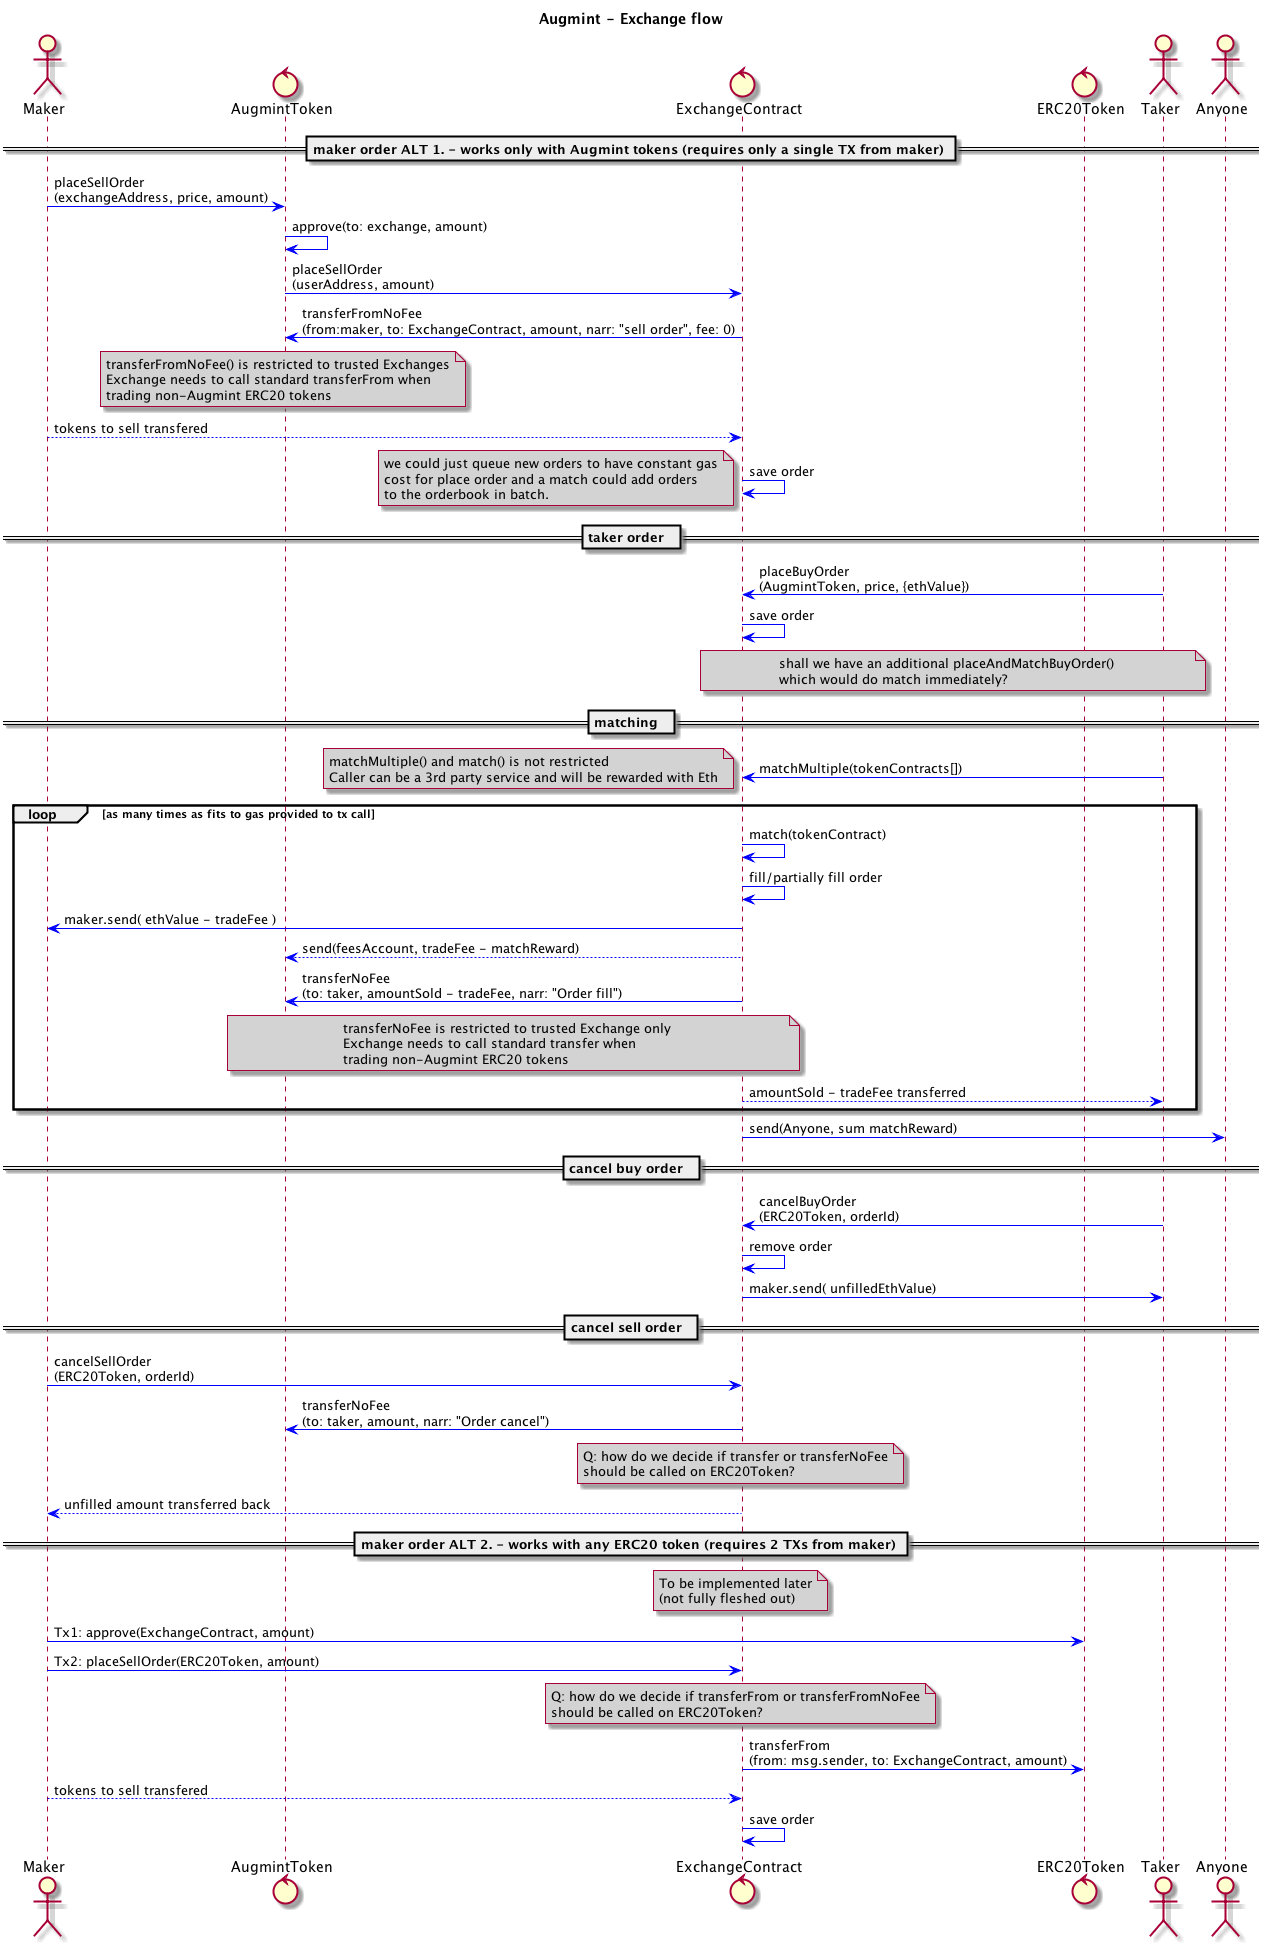 Augmint - Exchange flow
Maker
AugmintToken
ExchangeContract
ERC20Token
Taker
Anyone
maker order ALT 1. - works only with Augmint tokens (requires only a single TX from maker)
placeSellOrder
(exchangeAddress, price, amount)
approve(to: exchange, amount)
placeSellOrder
(userAddress, amount)
transferFromNoFee
(from:maker, to: ExchangeContract, amount, narr: "sell order", fee: 0)
transferFromNoFee() is restricted to trusted Exchanges
Exchange needs to call standard transferFrom when
trading non-Augmint ERC20 tokens
tokens to sell transfered
we could just queue new orders to have constant gas
cost for place order and a match could add orders
to the orderbook in batch.
save order
taker order
placeBuyOrder
(AugmintToken, price, {ethValue})
save order
shall we have an additional placeAndMatchBuyOrder()
which would do match immediately?
matching
matchMultiple() and match() is not restricted
Caller can be a 3rd party service and will be rewarded with Eth
matchMultiple(tokenContracts[])
loop
[as many times as fits to gas provided to tx call]
match(tokenContract)
fill/partially fill order
maker.send( ethValue - tradeFee )
send(feesAccount, tradeFee - matchReward)
transferNoFee
(to: taker, amountSold - tradeFee, narr: "Order fill")
transferNoFee is restricted to trusted Exchange only
Exchange needs to call standard transfer when
trading non-Augmint ERC20 tokens
amountSold - tradeFee transferred
send(Anyone, sum matchReward)
cancel buy order
cancelBuyOrder
(ERC20Token, orderId)
remove order
maker.send( unfilledEthValue)
cancel sell order
cancelSellOrder
(ERC20Token, orderId)
transferNoFee
(to: taker, amount, narr: "Order cancel")
Q: how do we decide if transfer or transferNoFee
should be called on ERC20Token?
unfilled amount transferred back
maker order ALT 2. - works with any ERC20 token (requires 2 TXs from maker)
To be implemented later
(not fully fleshed out)
Tx1: approve(ExchangeContract, amount)
Tx2: placeSellOrder(ERC20Token, amount)
Q: how do we decide if transferFrom or transferFromNoFee
should be called on ERC20Token?
transferFrom
(from: msg.sender, to: ExchangeContract, amount)
tokens to sell transfered
save order
Maker
AugmintToken
ExchangeContract
ERC20Token
Taker
Anyone